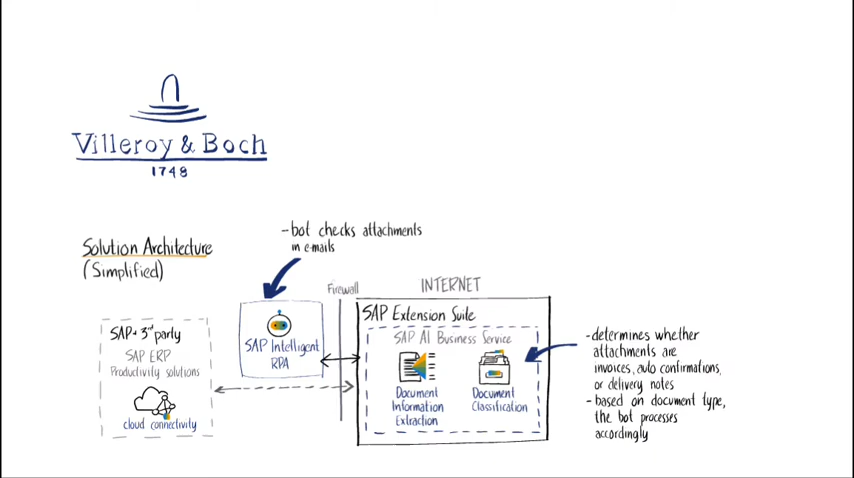 Villeroy & Boch
1748
Solution Architecture
(Simplified)
-bot checks attachments
in e-mails
Firewall
INTERNET
SAP + 3rd party
SAP ERP
Productivity solutions
cloud connectivity
SAP Intelligent
RPA
SAP Extension Suite
SAP AI Business Service
Document
Information
Extraction
Document
Classification
-determines whether
attachments are
invoices, auto confirmations,
or delivery notes
-based on document type,
the bot processes
accordingly